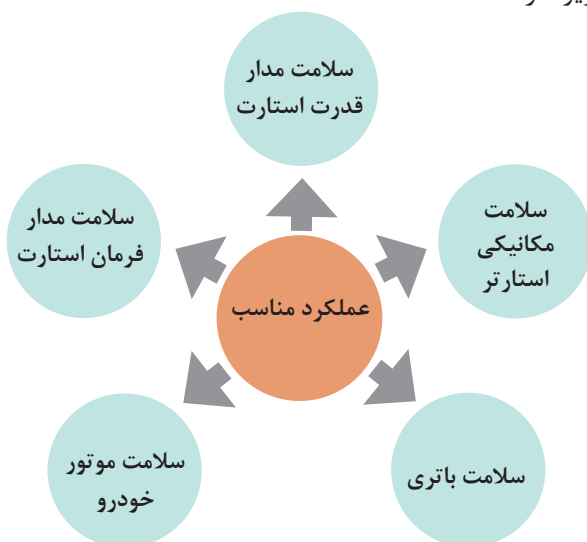 سلامت مدار
قدرت استارت
سلامت
مکانیکی
استارتر
سلامت مدار
فرمان استارت
عملکرد مناسب
سلامت باتری
سلامت موتور
خودرو